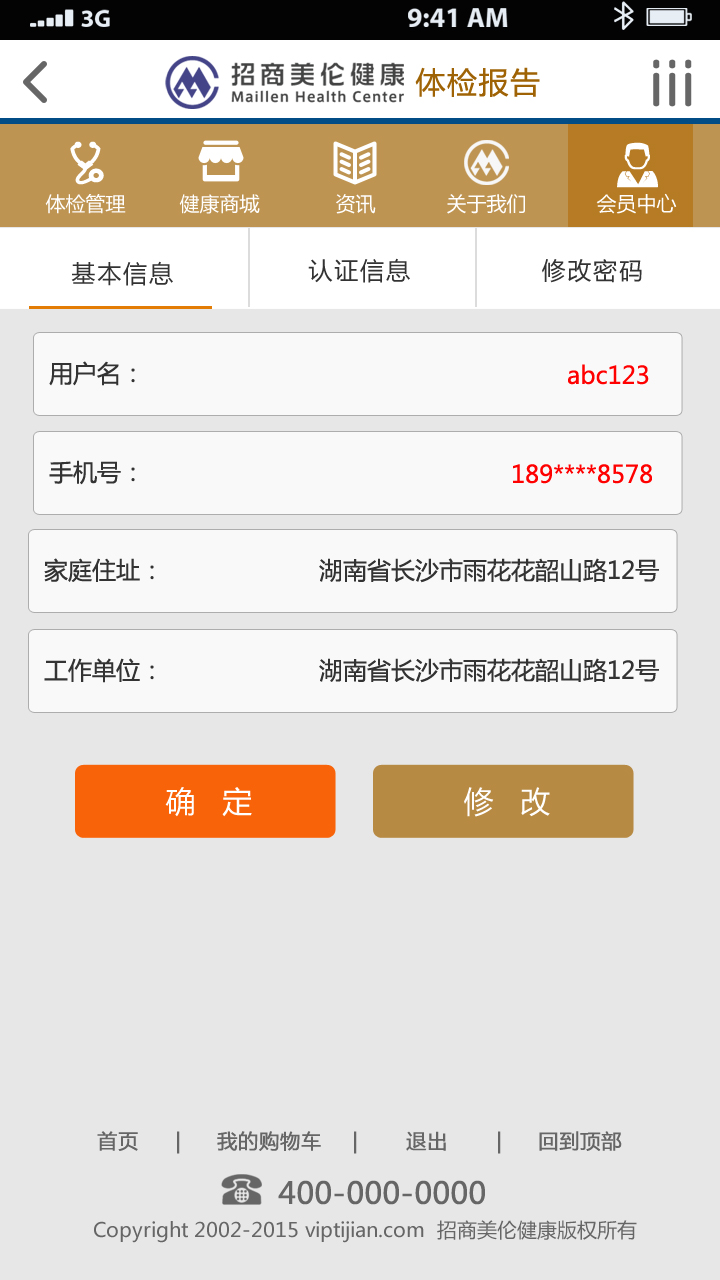 3G 9:41 AM
招商美伦健康 体检报告
Maillen Health Center
体检管理 健康商城 资讯 关于我们 会员中心
基本信息 认证信息 修改密码
用户名： abc123
手机号： 189****8578
家庭住址： 湖南省长沙市雨花花韶山路12号
工作单位： 湖南省长沙市雨花花韶山路12号
确 定 修 改
首页 | 我的购物车 | 退出 | 回到顶部
400-000-0000
Copyright 2002-2015 viptijian.com 招商美伦健康版权所有